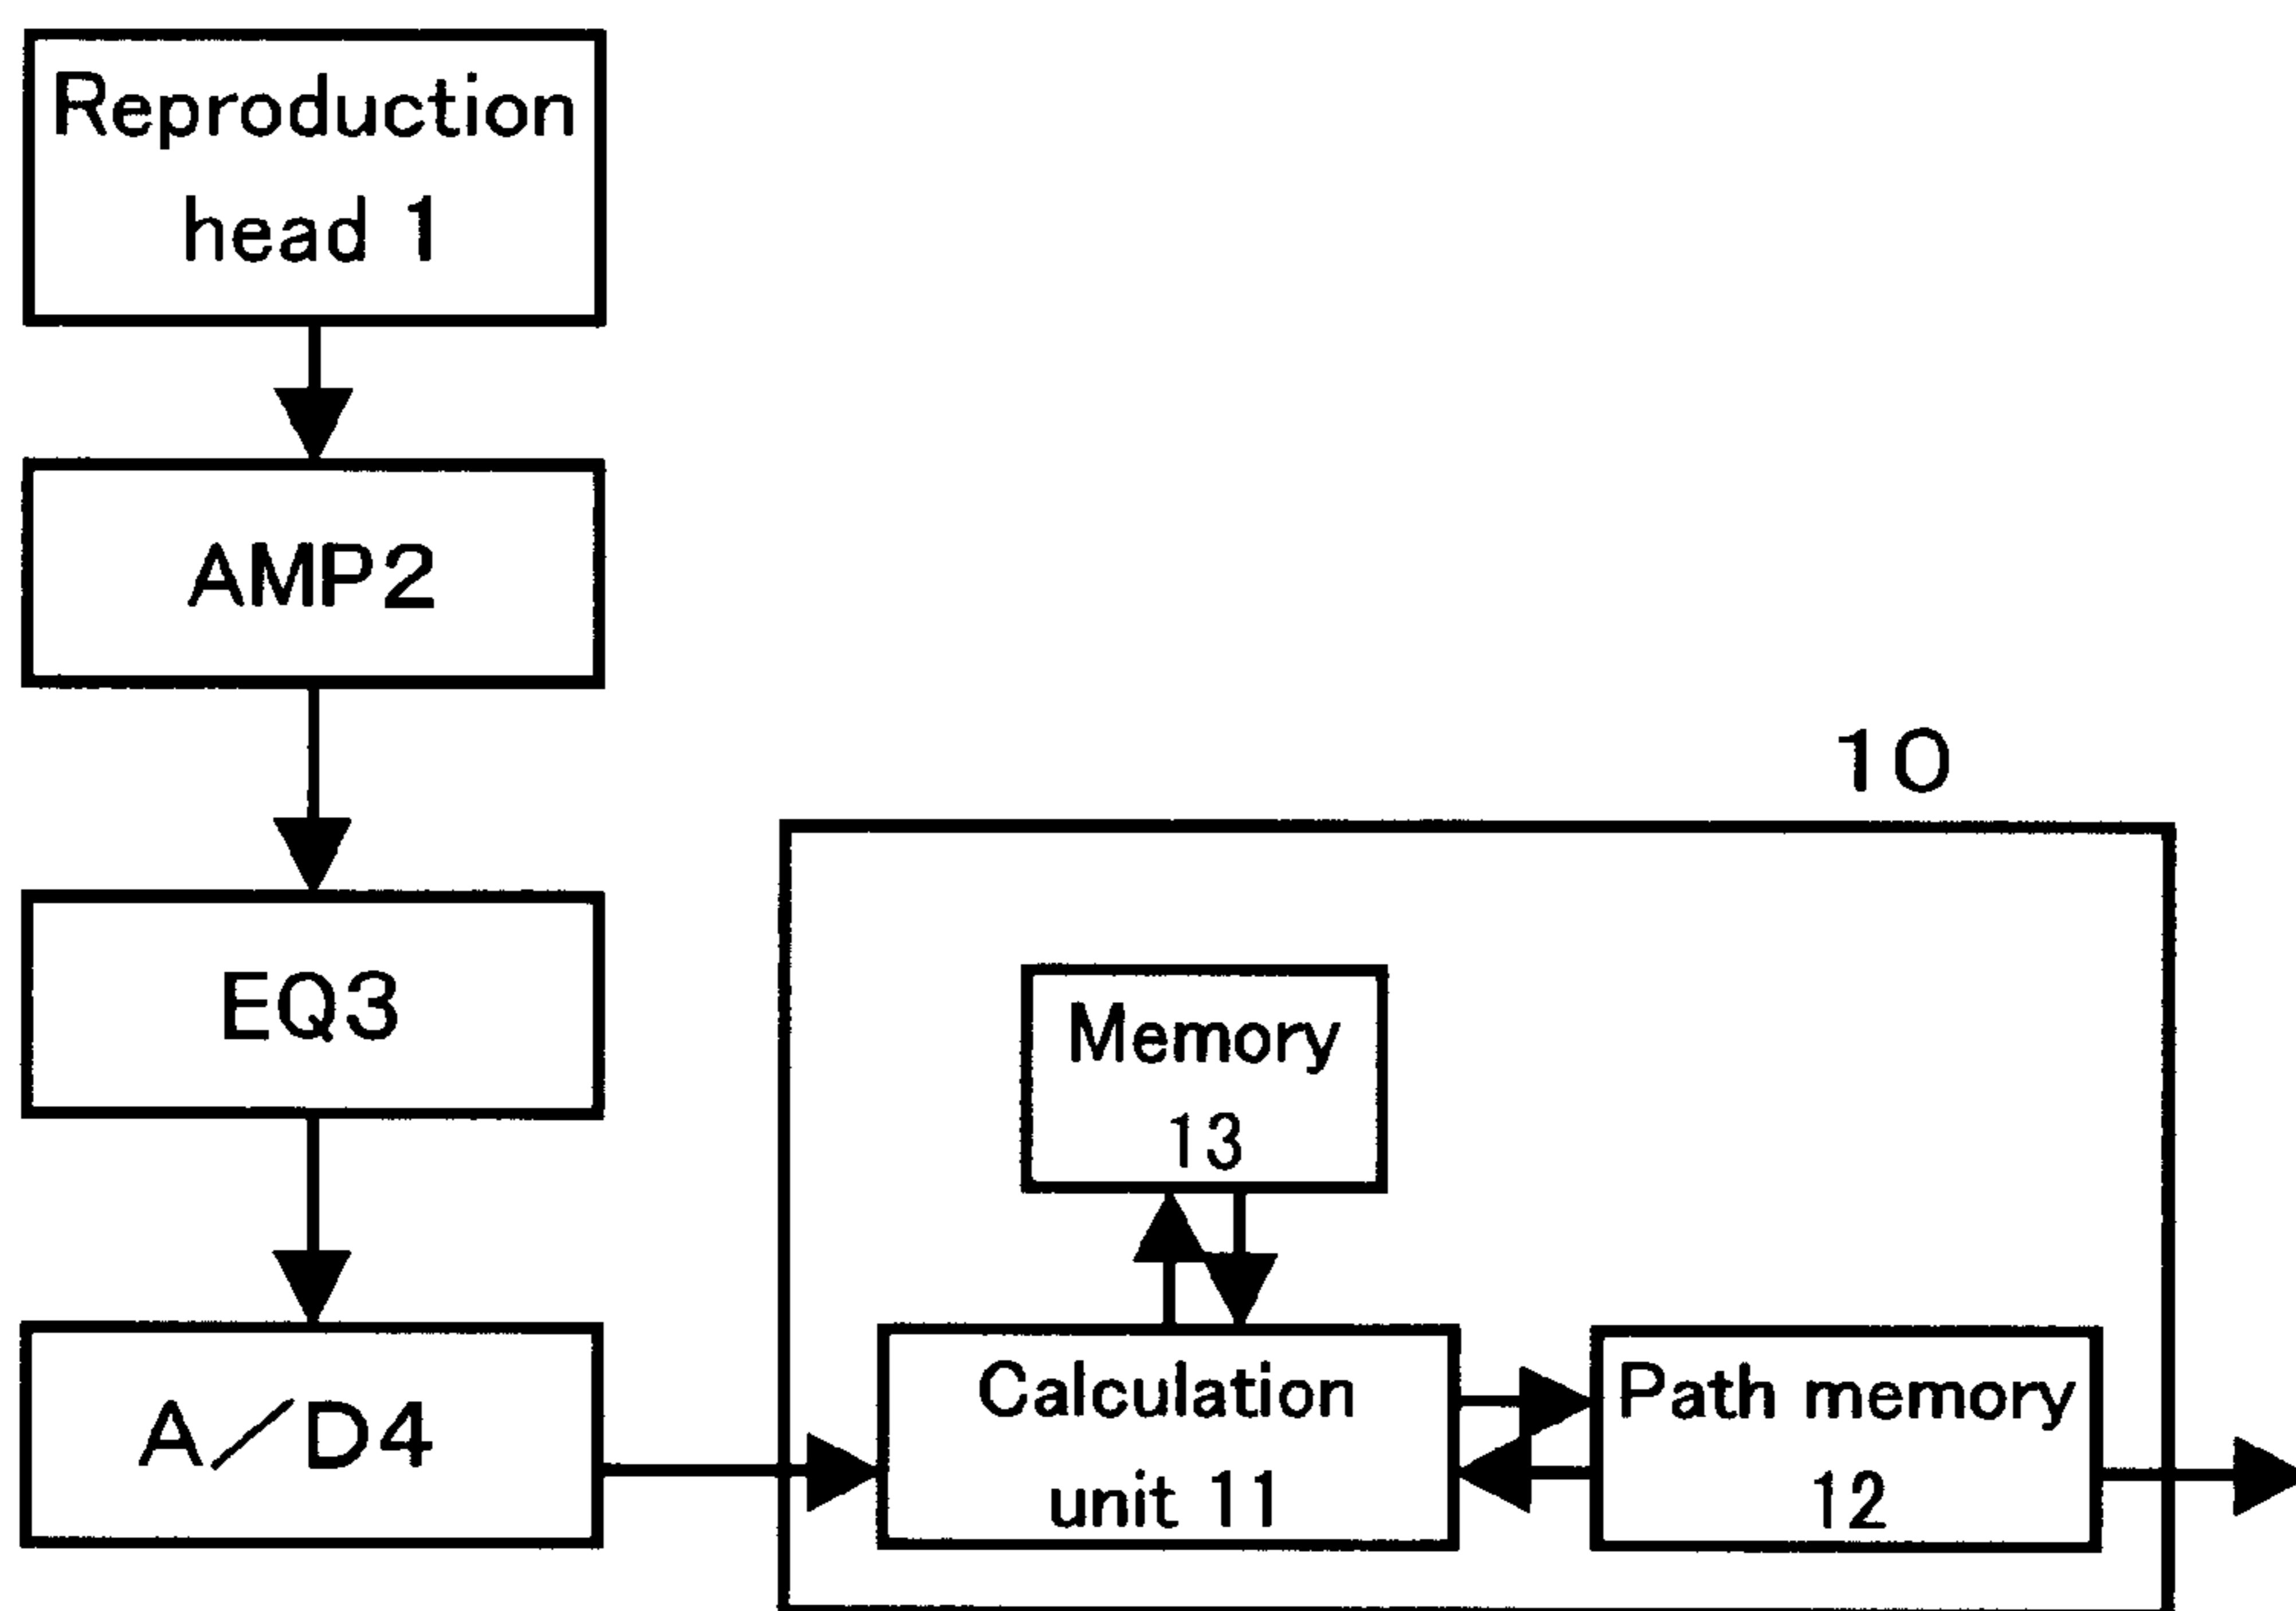 Reproduction
head 1
AMP2
EQ3
A／D4
10
Memory
13
Calculation
unit 11
Path memory
12